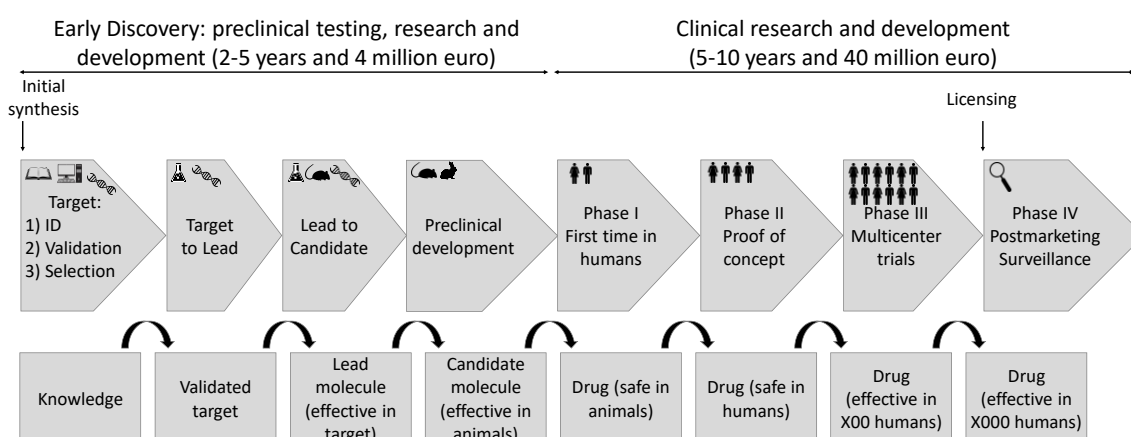 Early Discovery: preclinical testing, research and
development (2-5 years and 4 million euro)
Clinical research and development
(5-10 years and 40 million euro)
Initial
synthesis
Licensing
Target:
1) ID
2) Validation
3) Selection
Target
to Lead
Lead to
Candidate
Preclinical
development
Phase I
First time in
humans
Phase II
Proof of
concept
Phase III
Multicenter
trials
Phase IV
Postmarketing
Surveillance
Knowledge
Validated
target
Lead
molecule
(effective in
target)
Candidate
molecule
(effective in
animals)
Drug (safe in
animals)
Drug (safe in
humans)
Drug
(effective in
X00 humans)
Drug
(effective in
X000 humans)